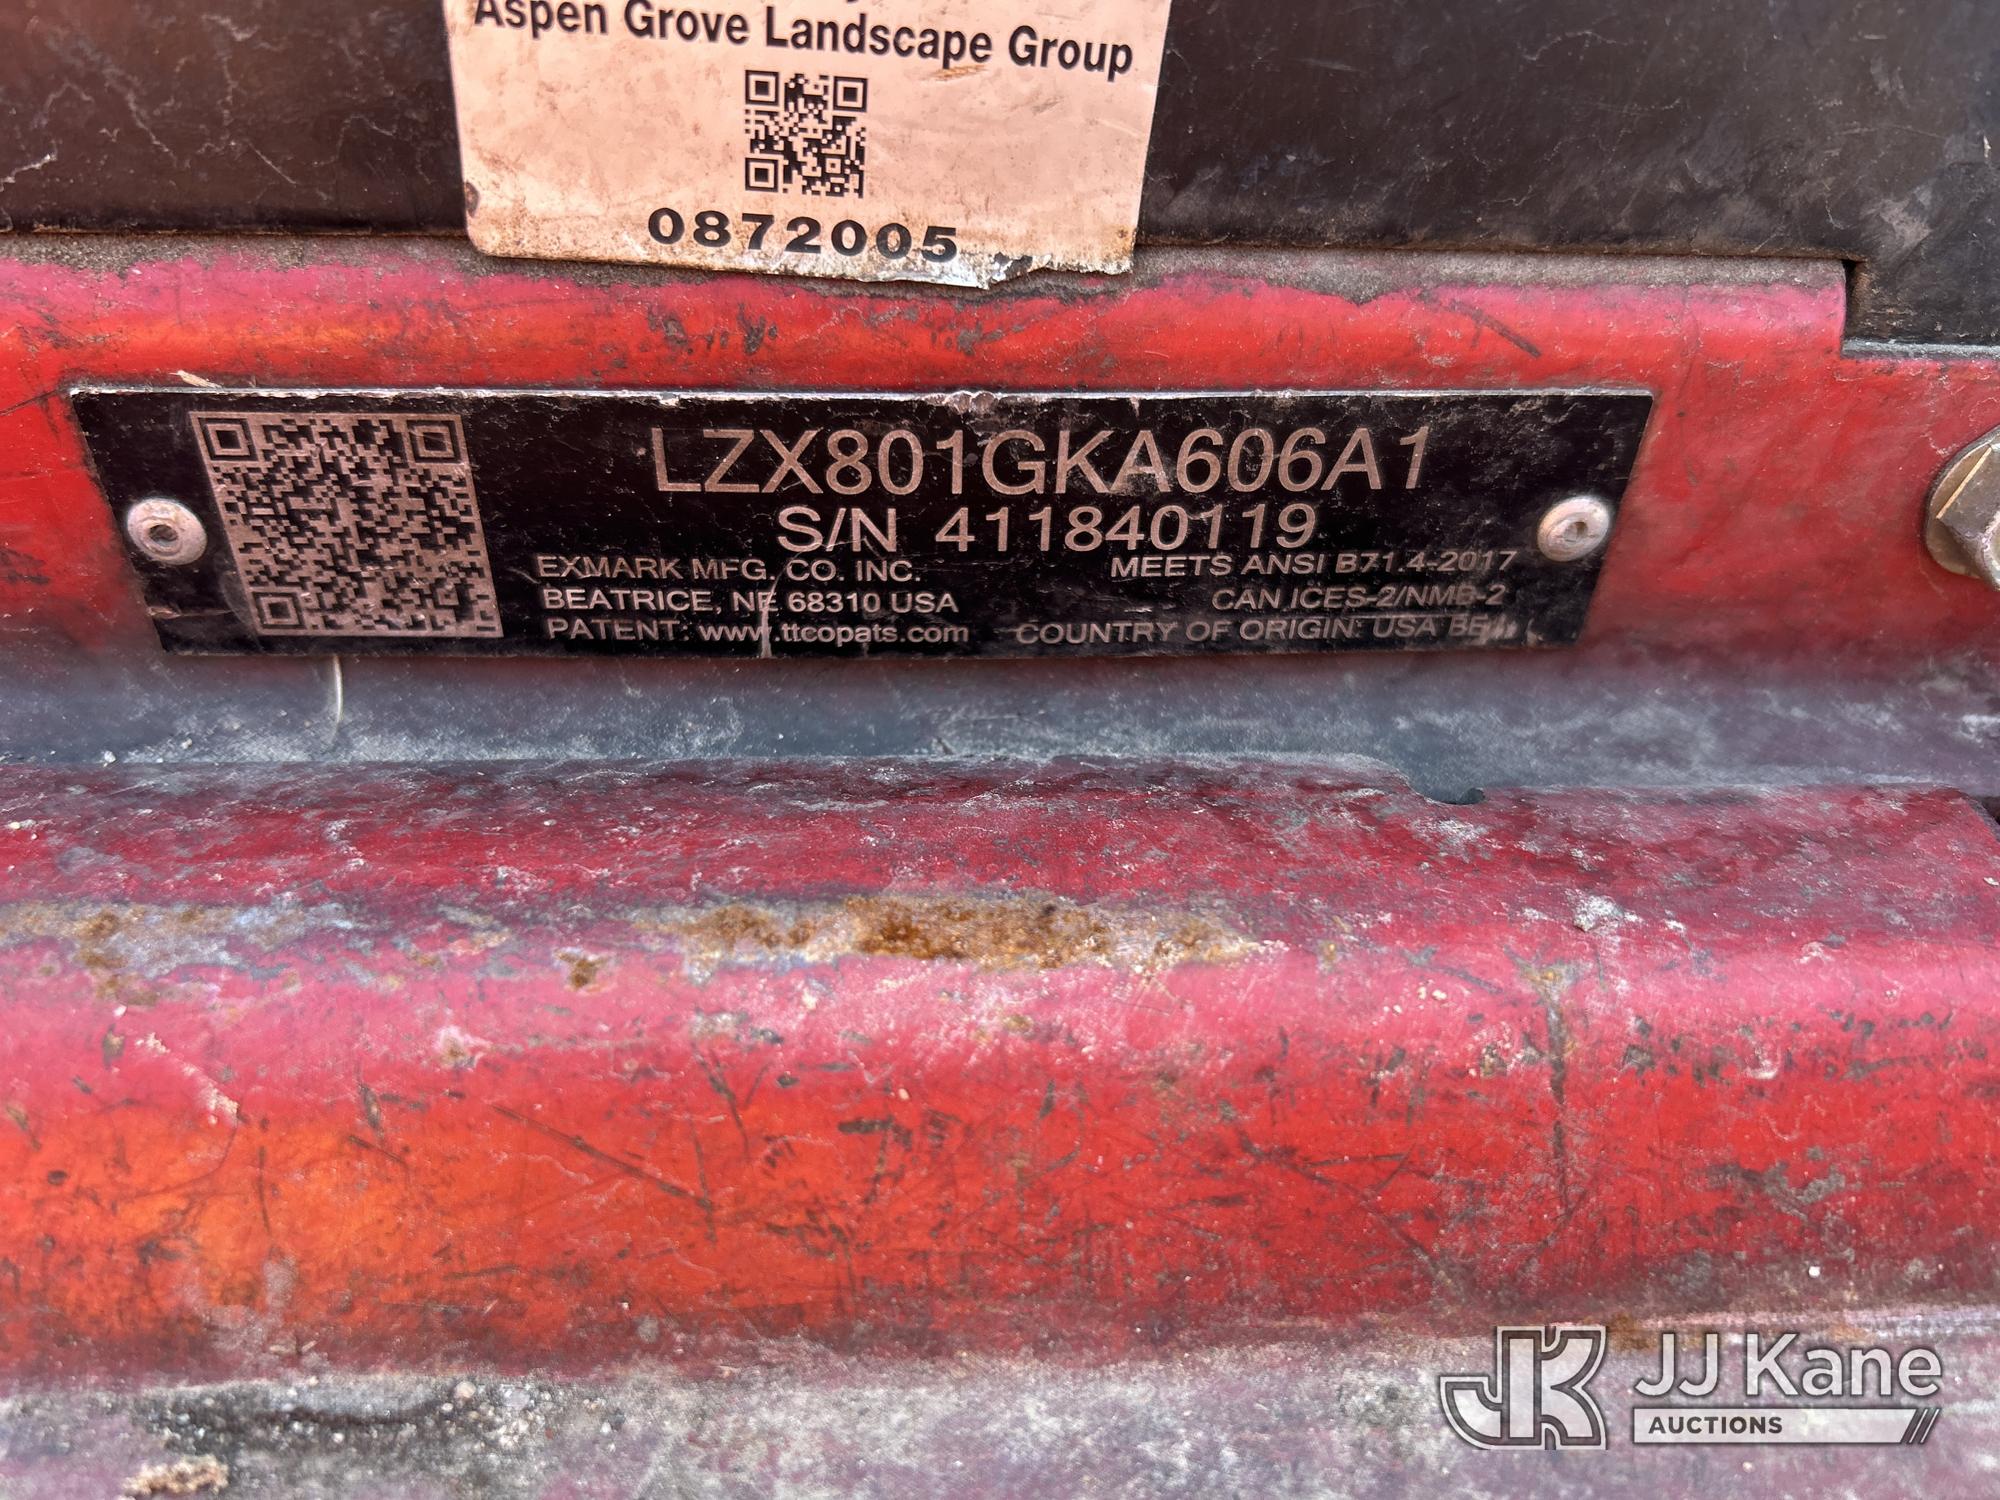 Aspen Grove Landscape Group
0872005
LZX801GKA606A1
S/N 411840119
EXMARK MFG. CO. INC.
BEATRICE, NE 68310 USA
PATENT: www.ttcopats.com
MEETS ANSI B71.4-2017
CAN ICES-2/NMB-2
COUNTRY OF ORIGIN: USA
JJ Kane
AUCTIONS